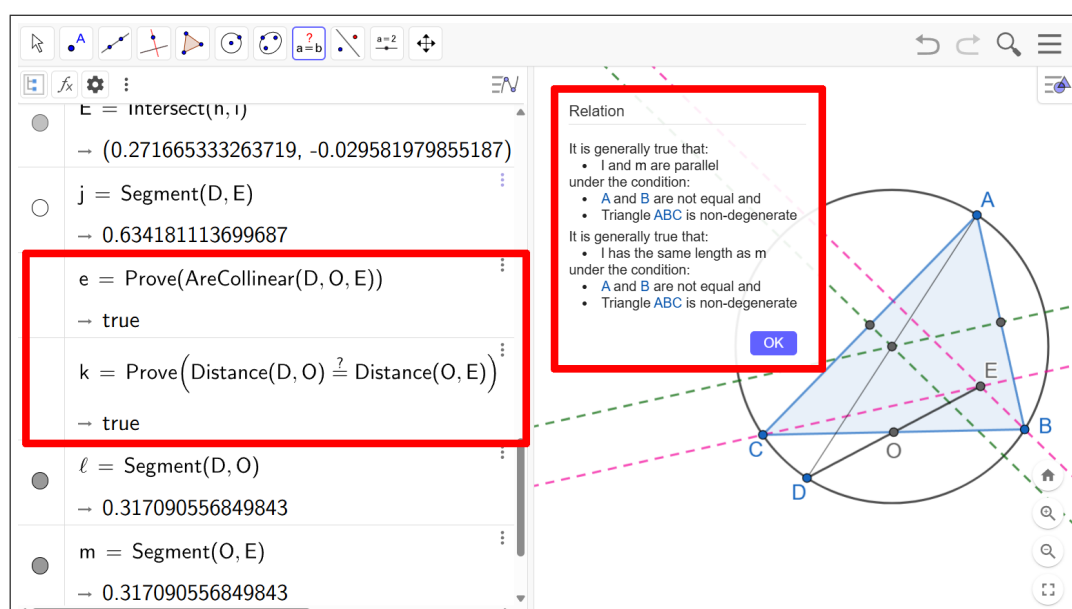 A
a=b
?
a=2
fx
E = Intersect(h, i)
→ (0.271665333263719, -0.029581979855187)
j = Segment(D, E)
→ 0.634181113699687
e = Prove(AreCollinear(D, O, E))
→ true
k = Prove(Distance(D, O) ≟ Distance(O, E))
→ true
ℓ = Segment(D, O)
→ 0.317090556849843
m = Segment(O, E)
→ 0.317090556849843
Relation
It is generally true that:
• l and m are parallel
under the condition:
• A and B are not equal and
• Triangle ABC is non-degenerate
It is generally true that:
• l has the same length as m
under the condition:
• A and B are not equal and
• Triangle ABC is non-degenerate
OK
A
E
B
C
O
D